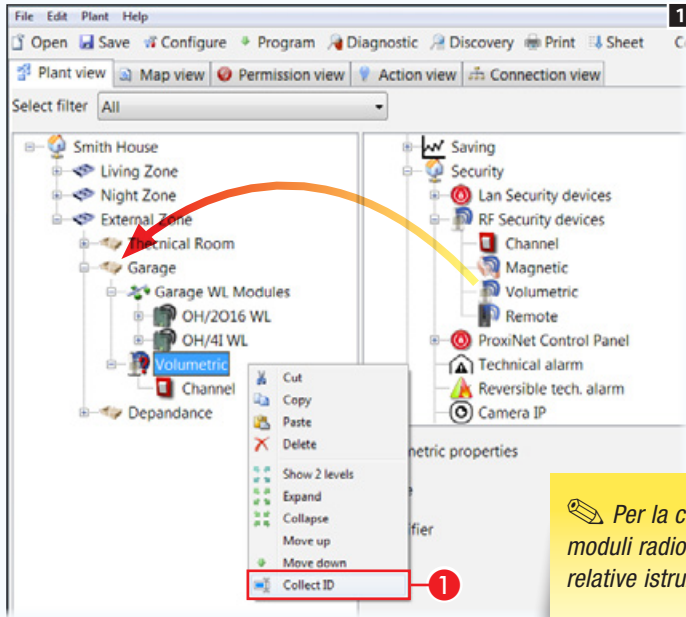 File Edit Plant Help
1
Open Save Configure Program Diagnostic Discovery Print Sheet
Plant view Map view Permission view Action view Connection view
Select filter All
Smith House
Living Zone
Night Zone
External Zone
Thecnical Room
Garage
Garage WL Modules
OH/2O16 WL
OH/4I WL
Volumetric
Channel
Depandance
Saving
Security
Lan Security devices
RF Security devices
Channel
Magnetic
Volumetric
Remote
ProxiNet Control Panel
Technical alarm
Reversible tech. alarm
Camera IP
Cut
Copy
Paste
Delete
Show 2 levels
Expand
Collapse
Move up
Move down
Collect ID
1
netric properties
ifier
Per la c
moduli radio
relative istru